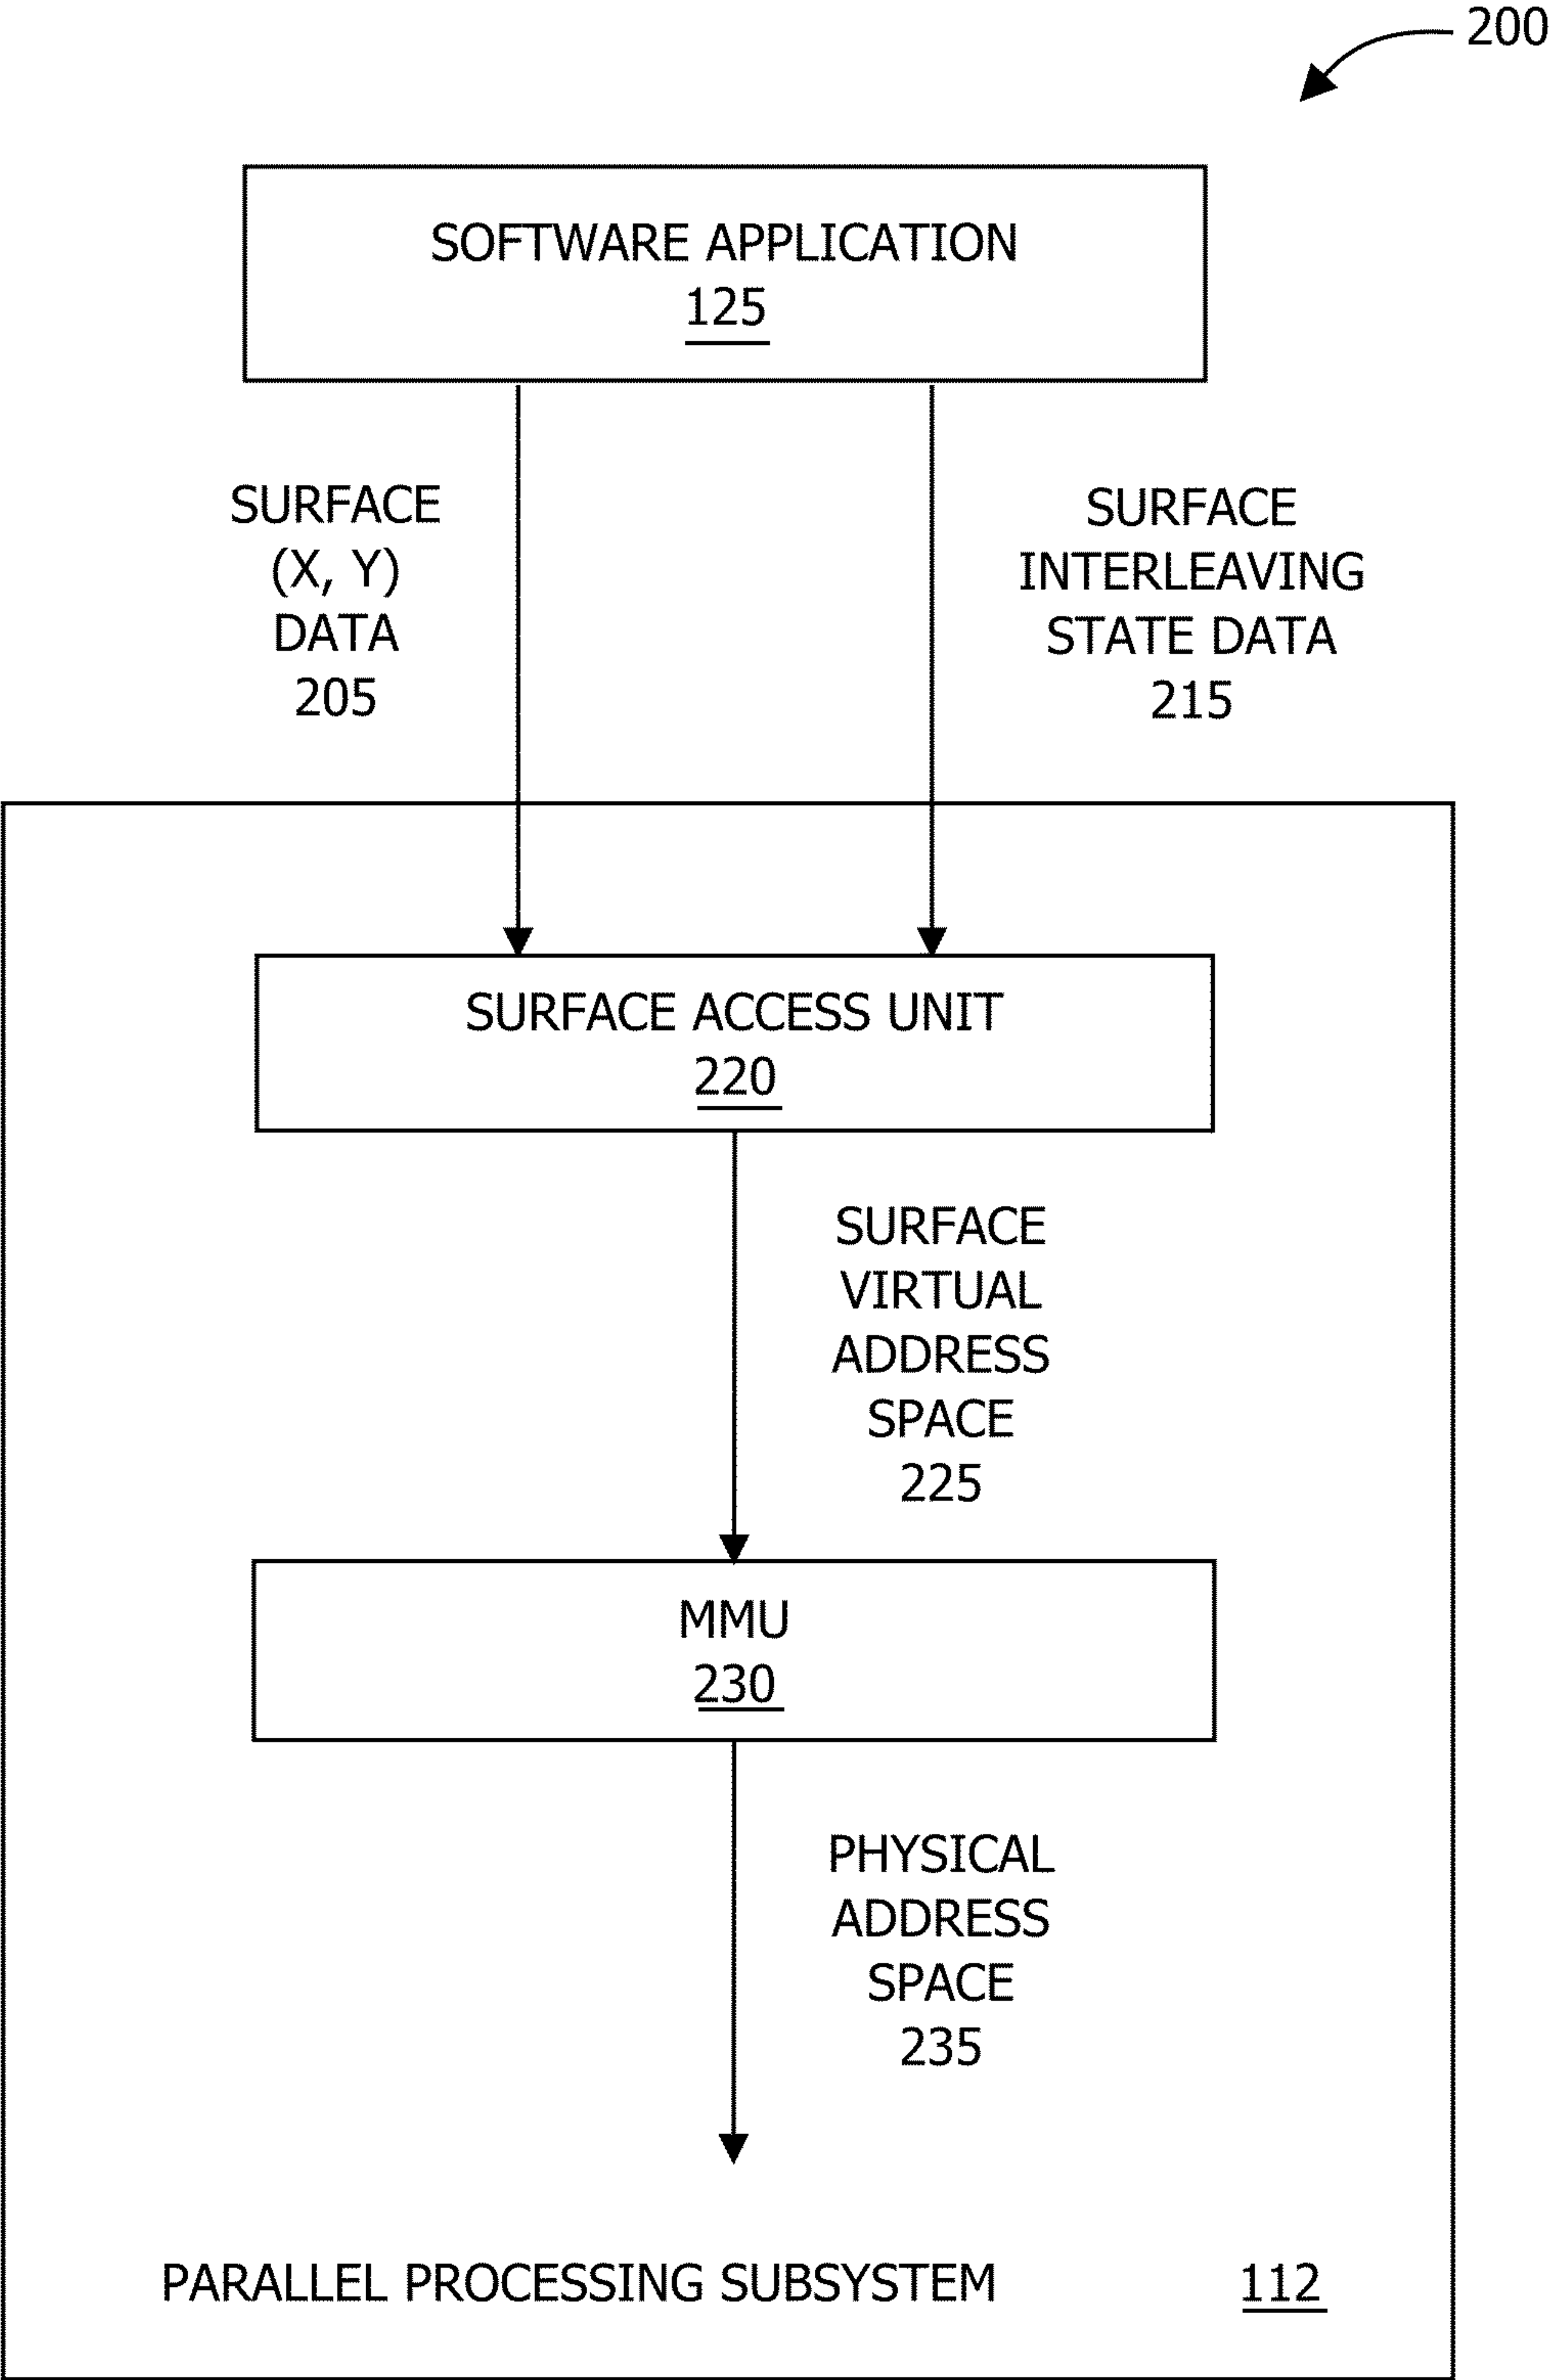 200
SOFTWARE APPLICATION
125
SURFACE
(X, Y)
DATA
205
SURFACE
INTERLEAVING
STATE DATA
215
SURFACE ACCESS UNIT
220
SURFACE
VIRTUAL
ADDRESS
SPACE
225
MMU
230
PHYSICAL
ADDRESS
SPACE
235
PARALLEL PROCESSING SUBSYSTEM 112